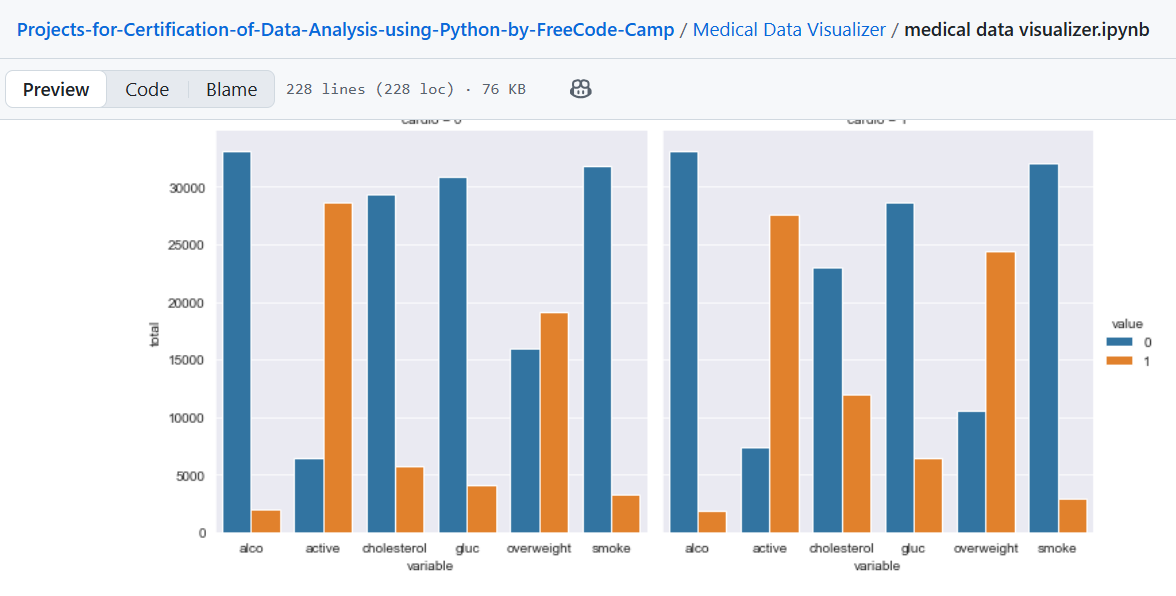 Projects-for-Certification-of-Data-Analysis-using-Python-by-FreeCode-Camp / Medical Data Visualizer / medical data visualizer.ipynb
Preview Code Blame 228 lines (228 loc) · 76 KB
cardio = 0 cardio = 1
30000
25000
20000
15000
10000
5000
0
total
alco active cholesterol gluc overweight smoke
variable
alco active cholesterol gluc overweight smoke
variable
value
0
1